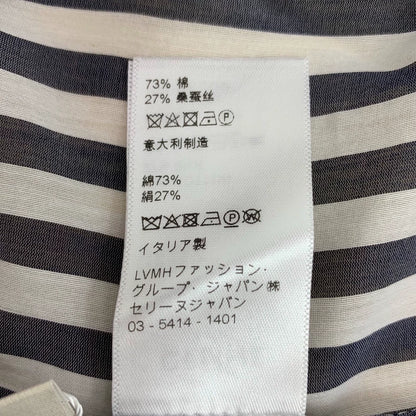 73% 棉
27% 桑蚕丝
意大利制造
綿73%
絹27%
イタリア製
LVMHファッション・
グループ・ジャパン㈱
セリーヌジャパン
03 - 5414 - 1401